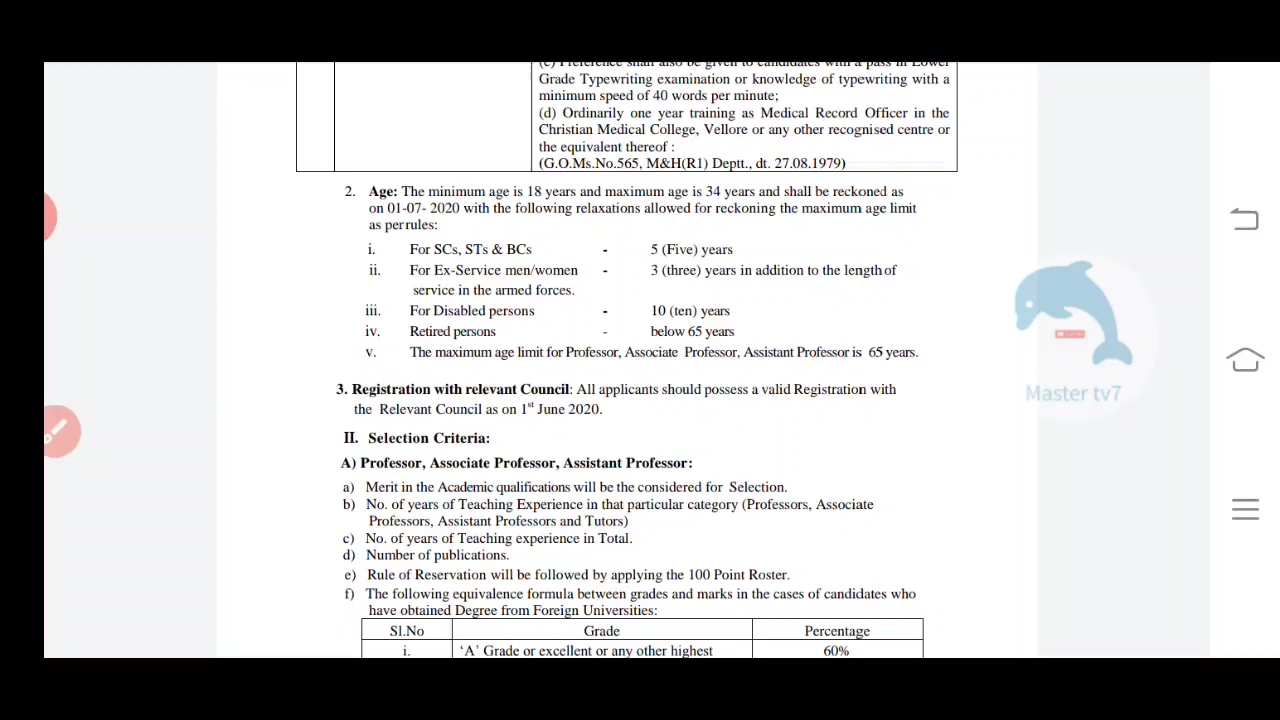 (c) Preference shall also be given to candidates with a pass in Lower
Grade Typewriting examination or knowledge of typewriting with a
minimum speed of 40 words per minute;
(d) Ordinarily one year training as Medical Record Officer in the
Christian Medical College, Vellore or any other recognised centre or
the equivalent thereof :
(G.O.Ms.No.565, M&H(R1) Deptt., dt. 27.08.1979)
2. Age: The minimum age is 18 years and maximum age is 34 years and shall be reckoned as
on 01-07- 2020 with the following relaxations allowed for reckoning the maximum age limit
as per rules:
i. For SCs, STs & BCs - 5 (Five) years
ii. For Ex-Service men/women - 3 (three) years in addition to the length of
service in the armed forces.
iii. For Disabled persons - 10 (ten) years
iv. Retired persons - below 65 years
v. The maximum age limit for Professor, Associate Professor, Assistant Professor is 65 years.
3. Registration with relevant Council: All applicants should possess a valid Registration with
the Relevant Council as on 1st June 2020.
II. Selection Criteria:
A) Professor, Associate Professor, Assistant Professor:
a) Merit in the Academic qualifications will be the considered for Selection.
b) No. of years of Teaching Experience in that particular category (Professors, Associate
Professors, Assistant Professors and Tutors)
c) No. of years of Teaching experience in Total.
d) Number of publications.
e) Rule of Reservation will be followed by applying the 100 Point Roster.
f) The following equivalence formula between grades and marks in the cases of candidates who
have obtained Degree from Foreign Universities:
Sl.No Grade Percentage
i. 'A' Grade or excellent or any other highest 60%
Master tv7